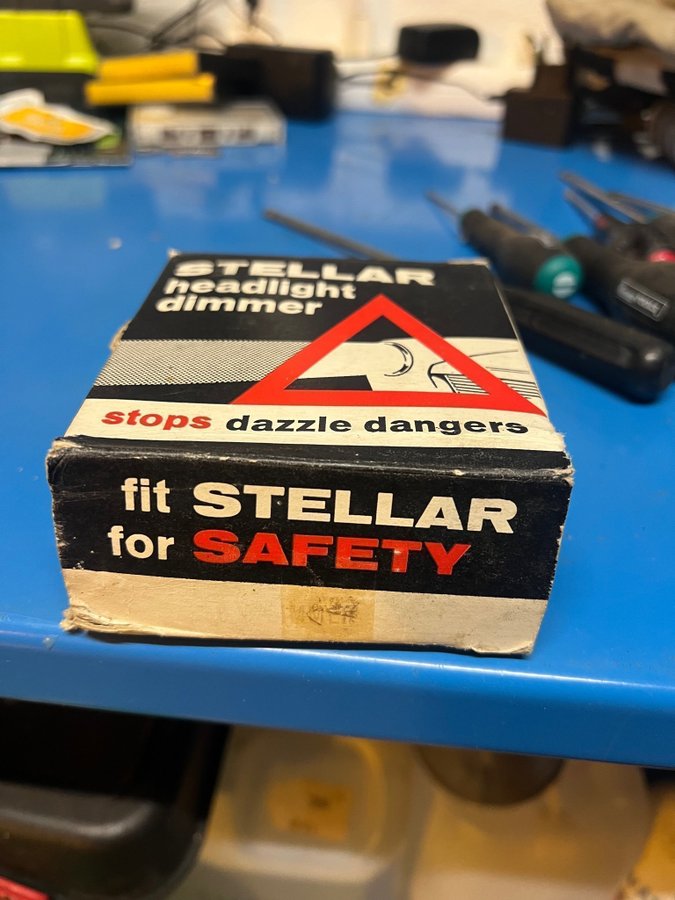 STELLAR
headlight
dimmer
stops dazzle dangers
fit STELLAR
for SAFETY